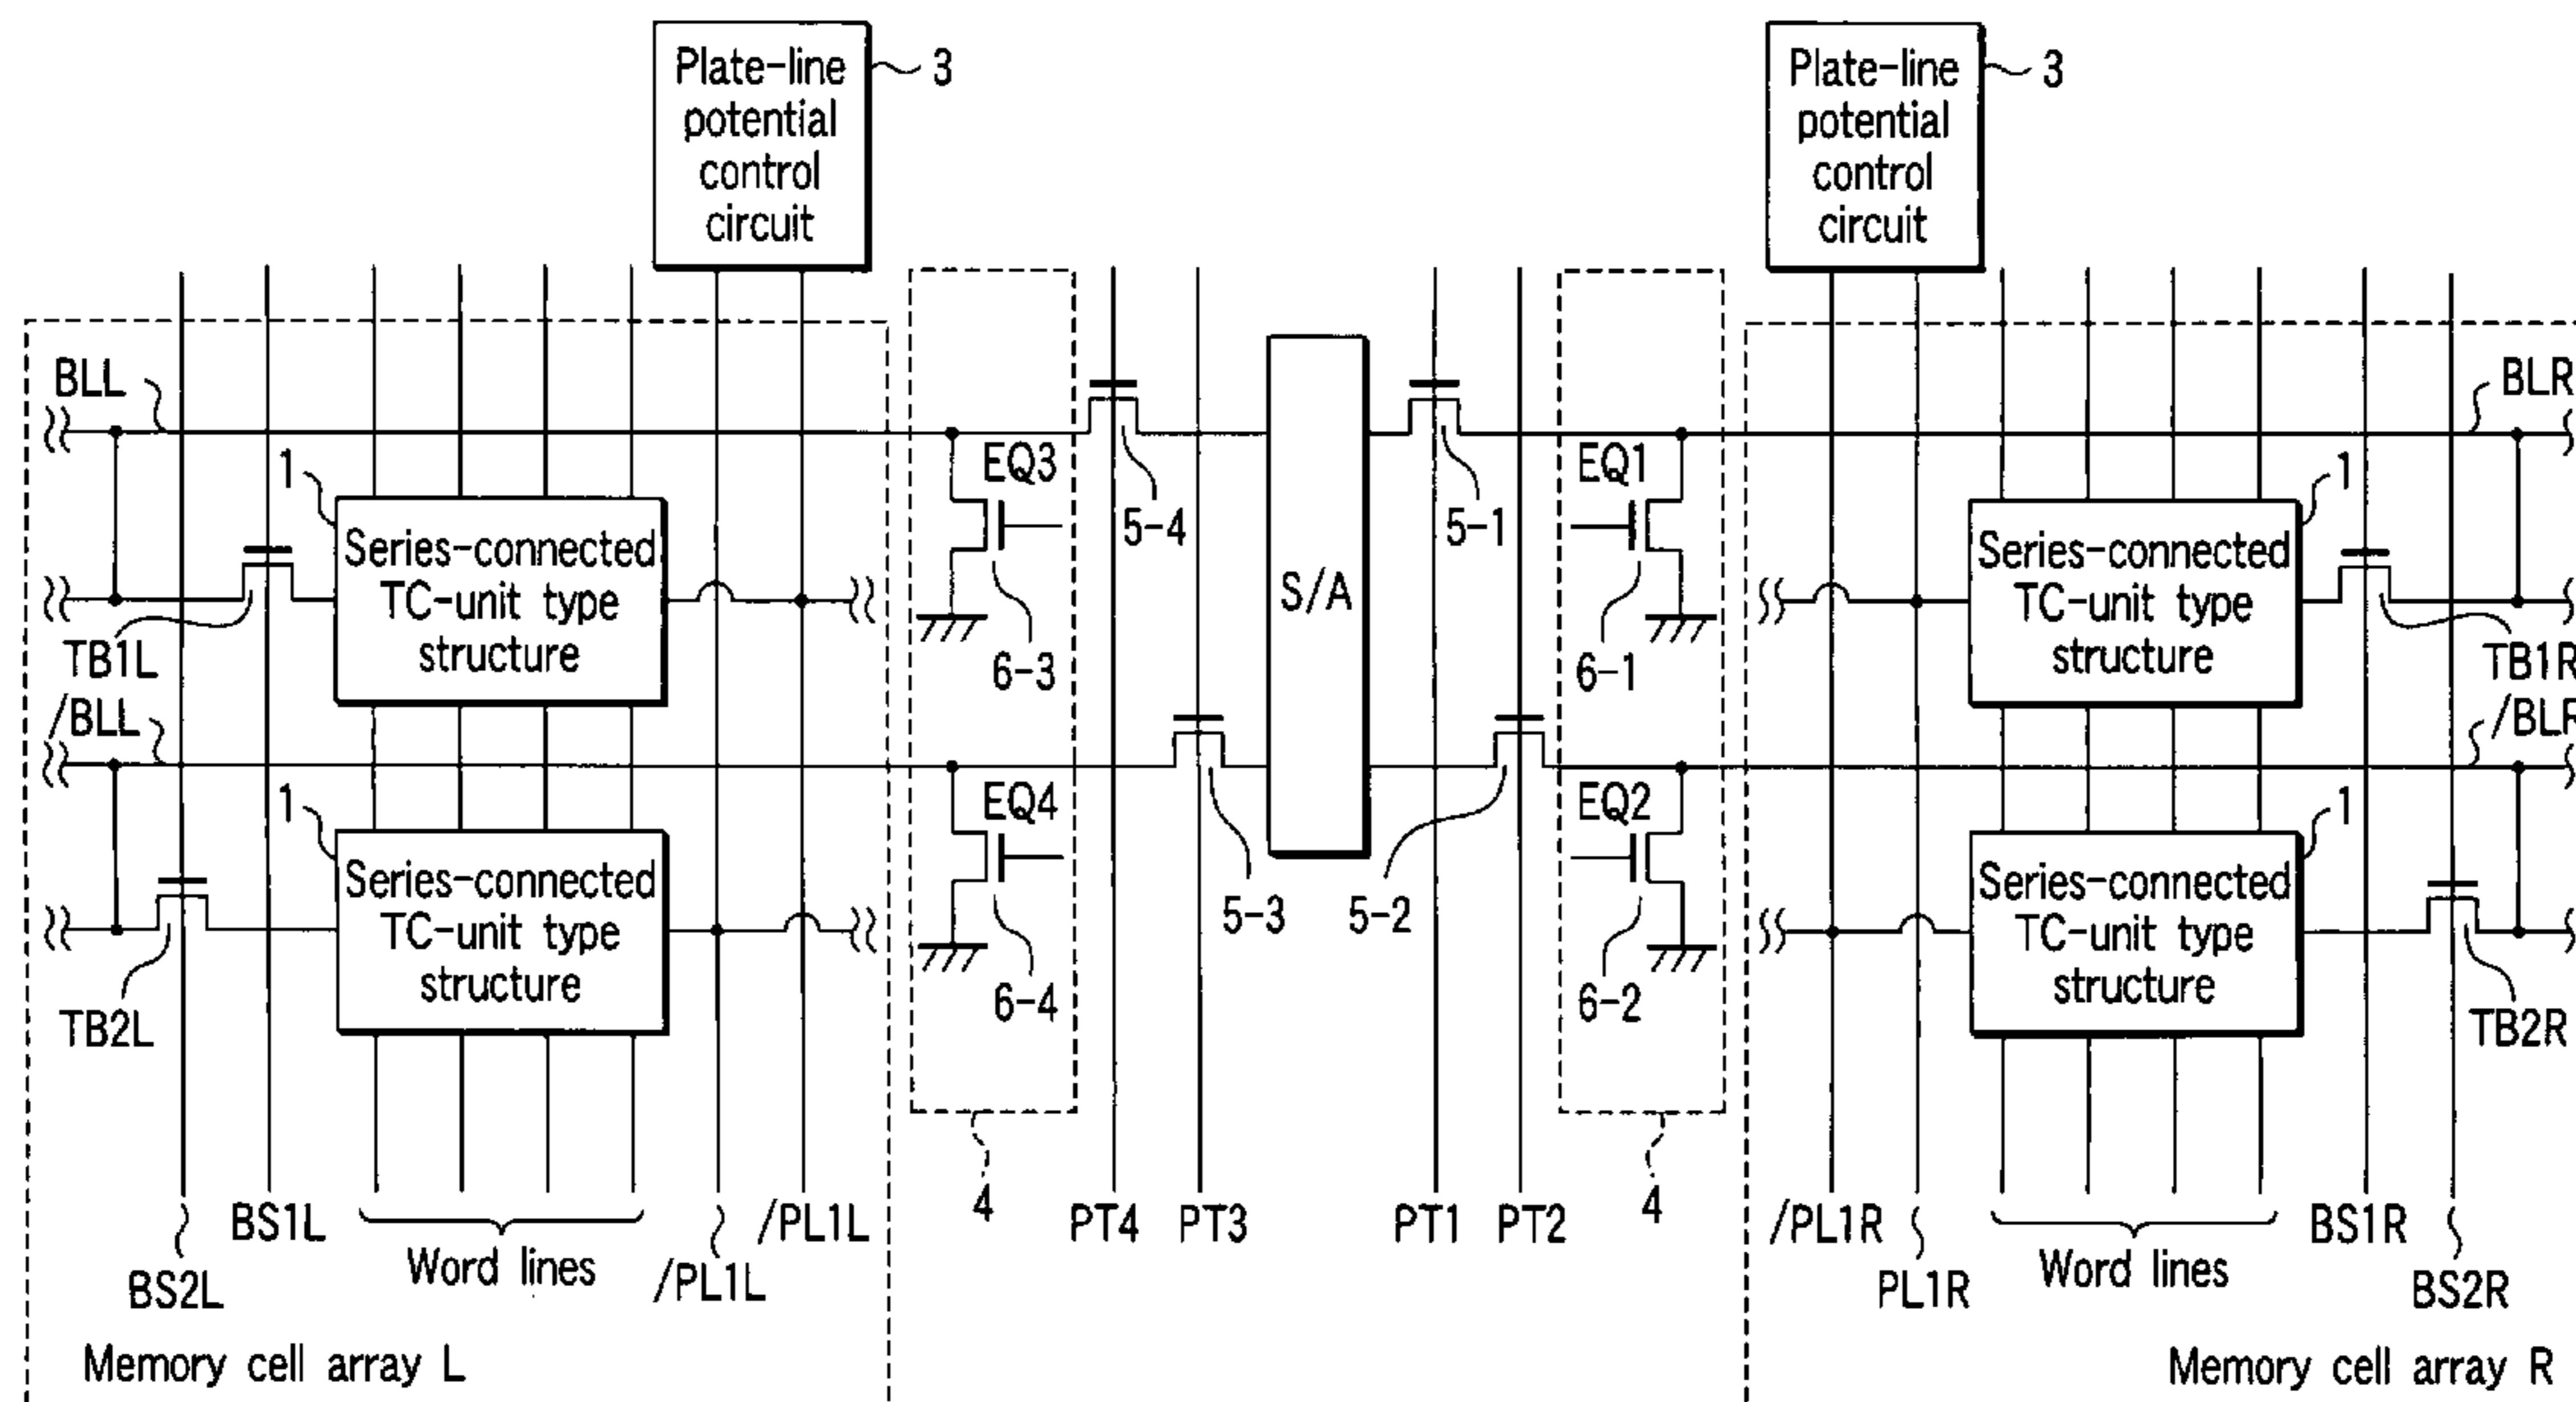 Plate-line
potential
control
circuit
3
Plate-line
potential
control
circuit
3
BLL
BLR
1
EQ3
5-4
5-1
EQ1
1
Series-connected
TC-unit type
structure
S/A
Series-connected
TC-unit type
structure
TB1L
6-3
6-1
TB1R
/BLL
/BLR
1
EQ4
EQ2
1
Series-connected
TC-unit type
structure
5-3
5-2
Series-connected
TC-unit type
structure
TB2L
6-4
6-2
TB2R
BS2L
BS1L
Word lines
/PL1L
/PL1L
4
PT4
PT3
PT1
PT2
4
/PL1R
PL1R
Word lines
BS1R
BS2R
Memory cell array L
Memory cell array R